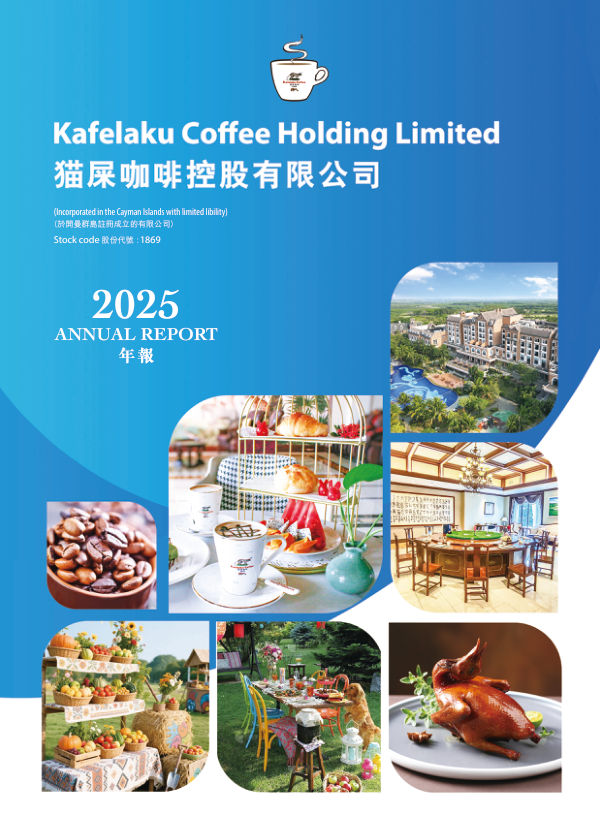 Kafelaku Coffee Holding Limited
猫屎咖啡控股有限公司
(Incorporated in the Cayman Islands with limited libility)
(於開曼群島註冊成立的有限公司)
Stock code 股份代號 : 1869
2025
ANNUAL REPORT
年報